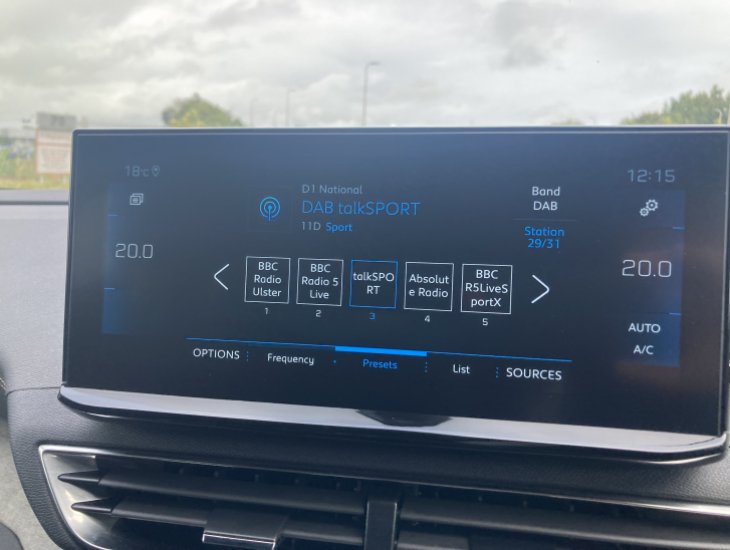 18°C
12:15
D1 National
DAB talkSPORT
11D Sport
Band
DAB
Station
29/31
20.0
20.0
BBC
Radio
Ulster
1
BBC
Radio 5
Live
2
talkSPO
RT
3
Absolut
e Radio
4
BBC
R5LiveS
portX
5
AUTO
A/C
OPTIONS
Frequency
Presets
List
SOURCES